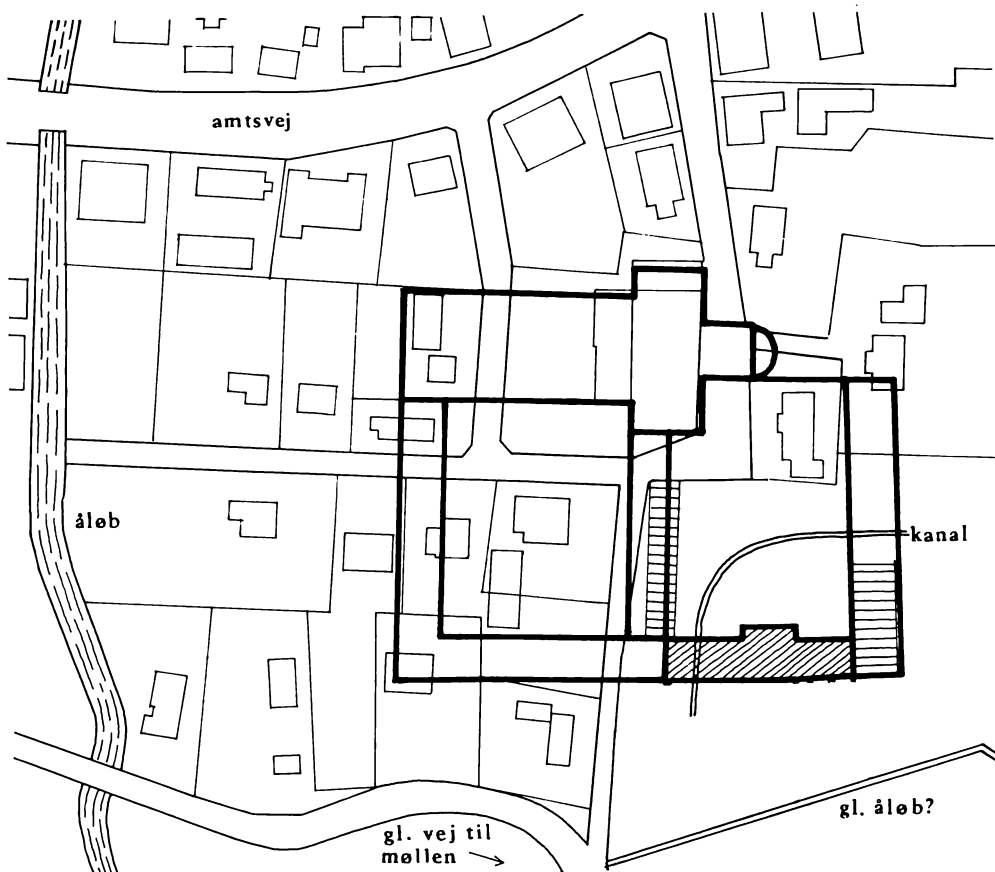 amtsvej
åløb
kanal
gl. åløb?
gl. vej til
møllen